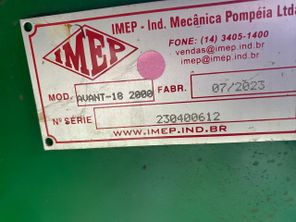 IMEP
IMEP - Ind. Mecânica Pompéia Ltda
FONE: (14) 3405-1400
vendas@imep.ind.br
imep@imep.ind.br
MOD. AVANT-18 2000 FABR. 07/2023
Nº SÉRIE 230400612
WWW.IMEP.IND.BR